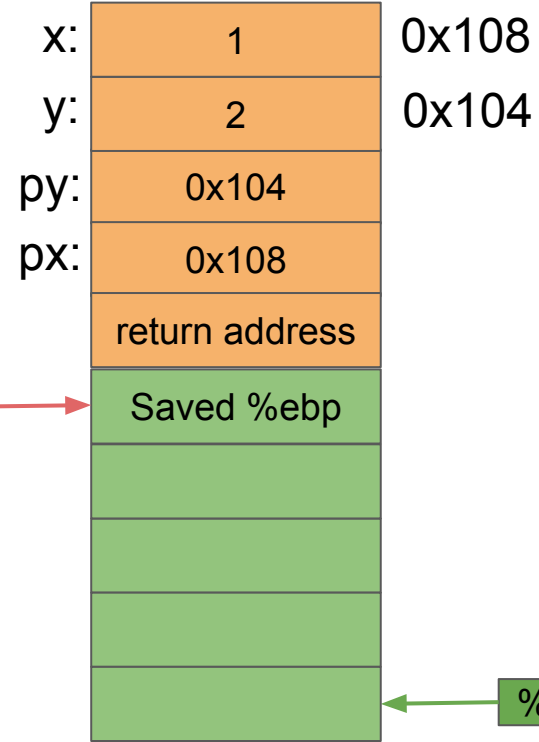 x: 1 0x108
y: 2 0x104
py: 0x104
px: 0x108
return address
Saved %ebp
%